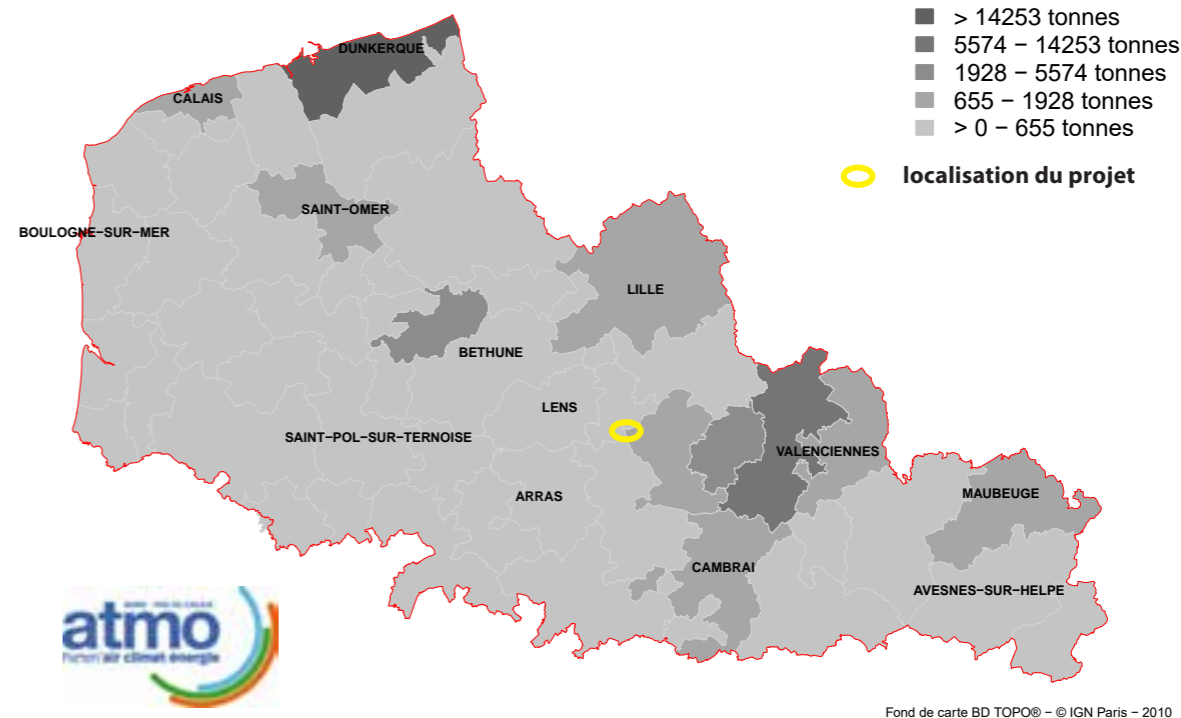 > 14253 tonnes
5574 − 14253 tonnes
1928 − 5574 tonnes
655 − 1928 tonnes
> 0 − 655 tonnes
localisation du projet
DUNKERQUE
CALAIS
SAINT−OMER
BOULOGNE−SUR−MER
LILLE
BETHUNE
LENS
SAINT−POL−SUR−TERNOISE
VALENCIENNES
ARRAS
MAUBEUGE
CAMBRAI
AVESNES−SUR−HELPE
atmo
air climat énergie
Fond de carte BD TOPO® − © IGN Paris − 2010